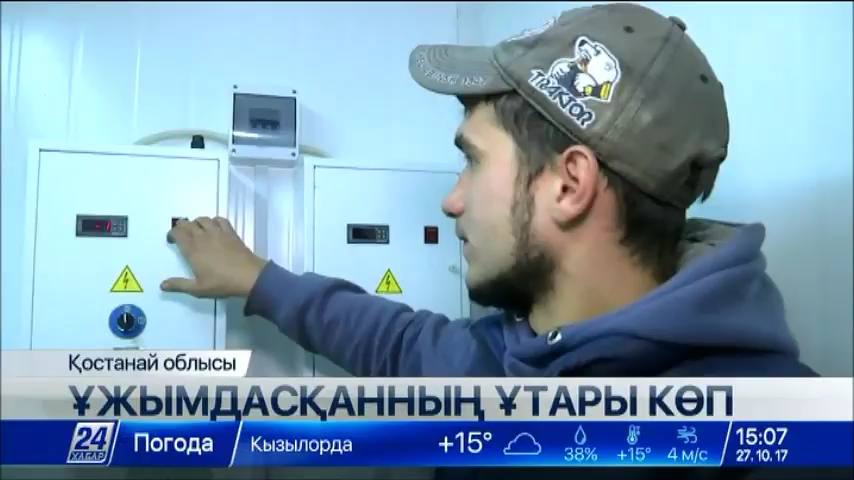 TRAKTOR
-1
Қостанай облысы
ҰЖЫМДАСҚАННЫҢ ҰТАРЫ КӨП
24
ХАБАР
Погода
Кызылорда
+15°
38%
+15°
4 м/с
15:07
27.10.17